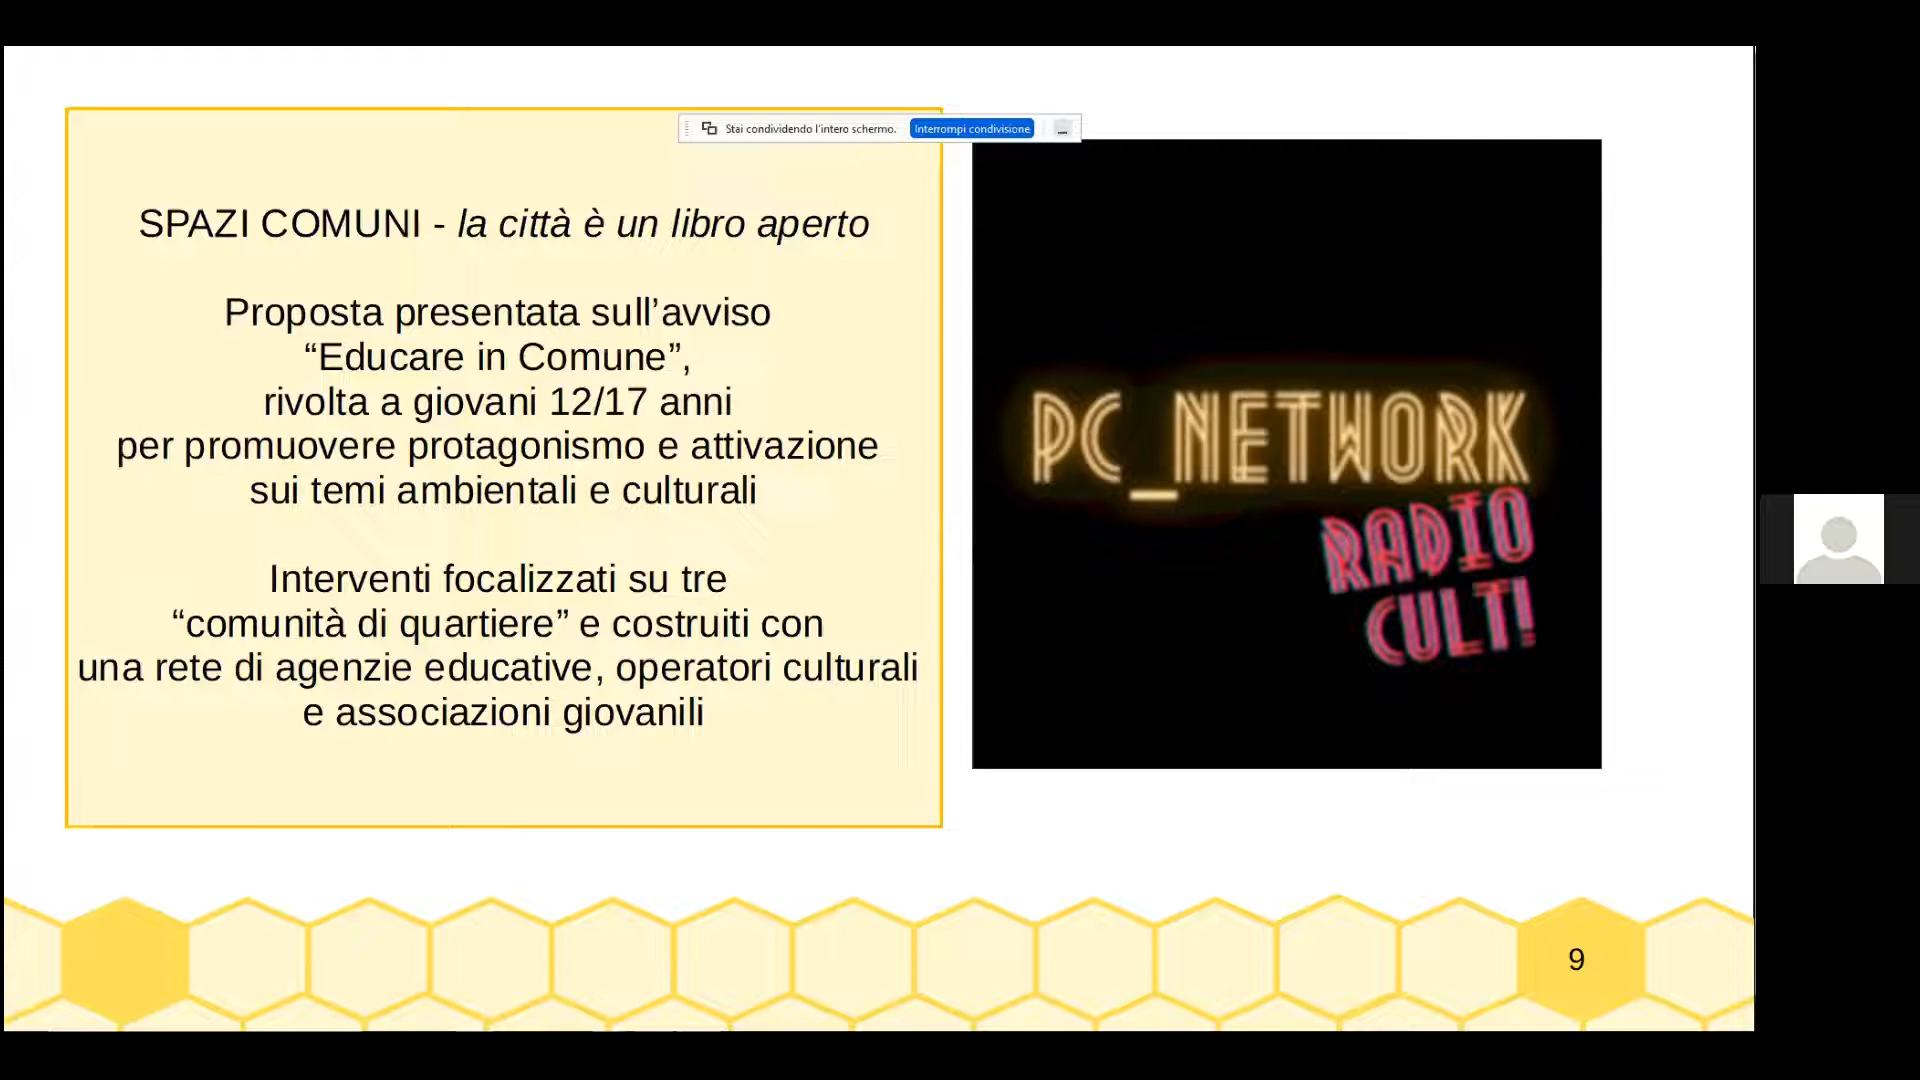 Stai condividendo l'intero schermo. Interrompi condivisione
SPAZI COMUNI - la città è un libro aperto
Proposta presentata sull’avviso
“Educare in Comune”,
rivolta a giovani 12/17 anni
per promuovere protagonismo e attivazione
sui temi ambientali e culturali
Interventi focalizzati su tre
“comunità di quartiere” e costruiti con
una rete di agenzie educative, operatori culturali
e associazioni giovanili
PC_NETWORK
RADIO
CULT!
9